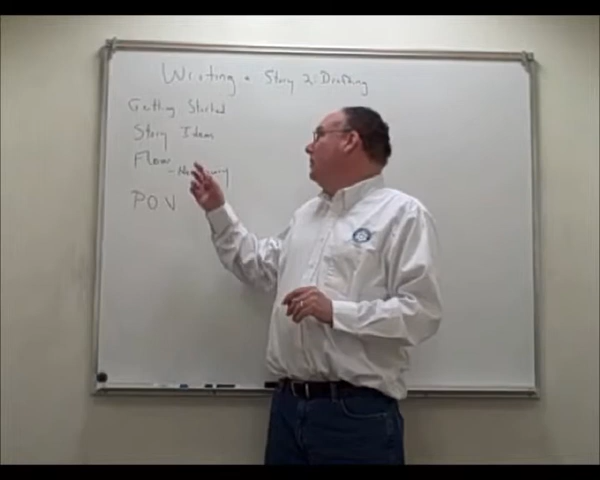 Writing a Story 2: Drafting
Getting Started
Story Ideas
Flow
POV